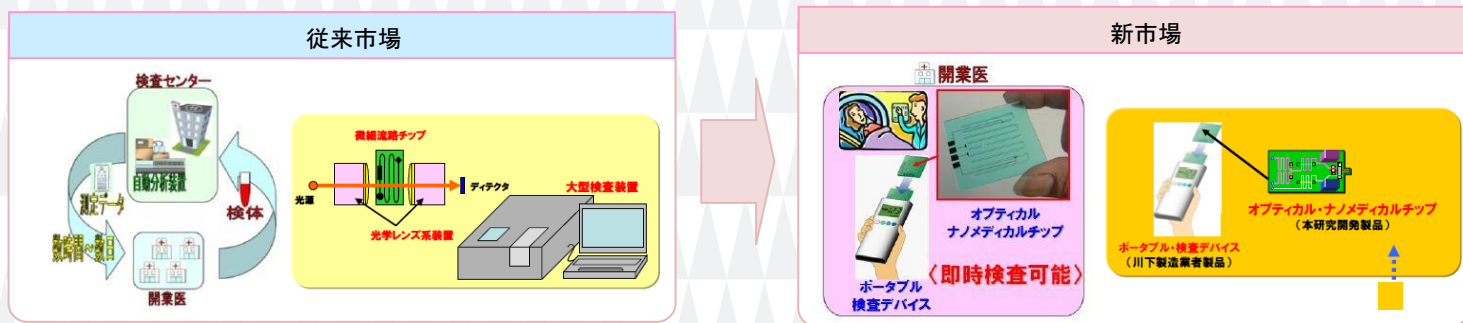 従来市場
検査センター
自動分析装置
測定データ
検体
数時間~数日
開業医
微細流路チップ
光源
ディテクタ
光学レンズ系装置
大型検査装置
新市場
開業医
オプティカル
ナノメディカルチップ
ポータブル
検査デバイス
〈即時検査可能〉
オプティカル・ナノメディカルチップ
(本研究開発製品)
ポータブル・検査デバイス
(川下製造業者製品)